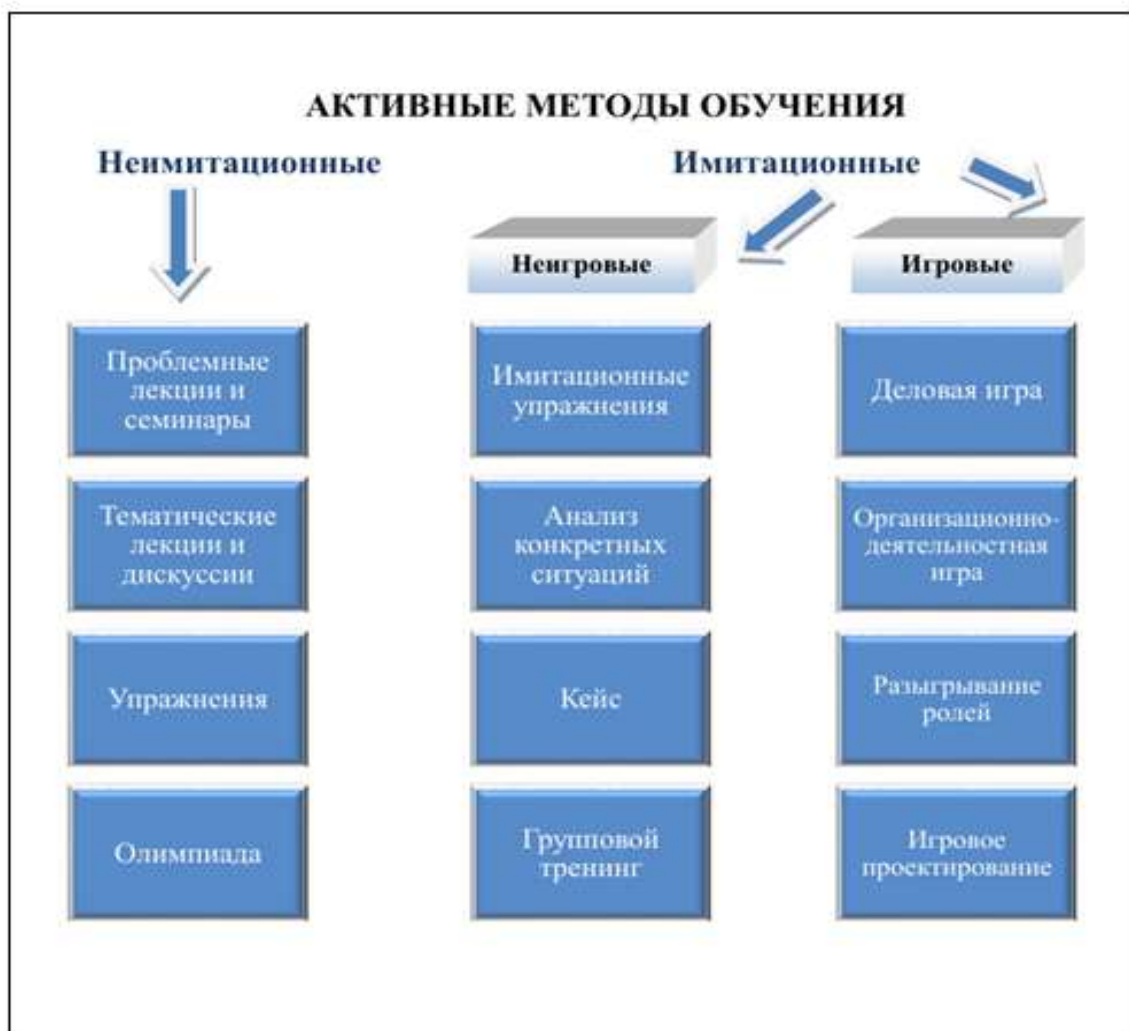 АКТИВНЫЕ МЕТОДЫ ОБУЧЕНИЯ
Неимитационные
Имитационные
Неигровые
Игровые
Проблемные
лекции и
семинары
Имитационные
упражнения
Деловая игра
Тематические
лекции и
дискуссии
Анализ
конкретных
ситуаций
Организационно-
деятельностная
игра
Упражнения
Кейс
Разыгрывание
ролей
Олимпиада
Групповой
тренинг
Игровое
проектирование